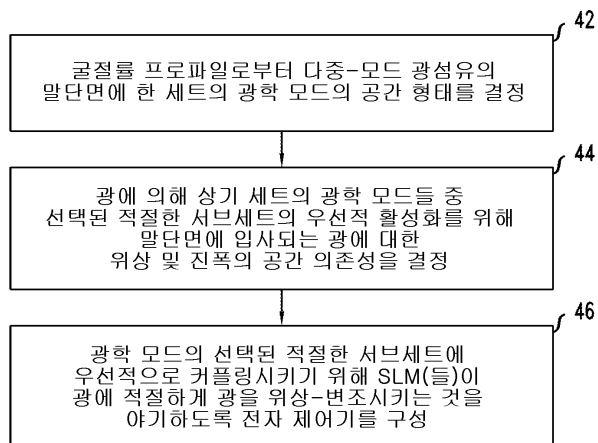 42
굴절률 프로파일로부터 다중-모드 광섬유의
말단면에 한 세트의 광학 모드의 공간 형태를 결정
44
광에 의해 상기 세트의 광학 모드들 중
선택된 적절한 서브세트의 우선적 활성화를 위해
말단면에 입사되는 광에 대한
위상 및 진폭의 공간 의존성을 결정
46
광학 모드의 선택된 적절한 서브세트에
우선적으로 커플링시키기 위해 SLM(들)이
광에 적절하게 광을 위상-변조시키는 것을
야기하도록 전자 제어기를 구성